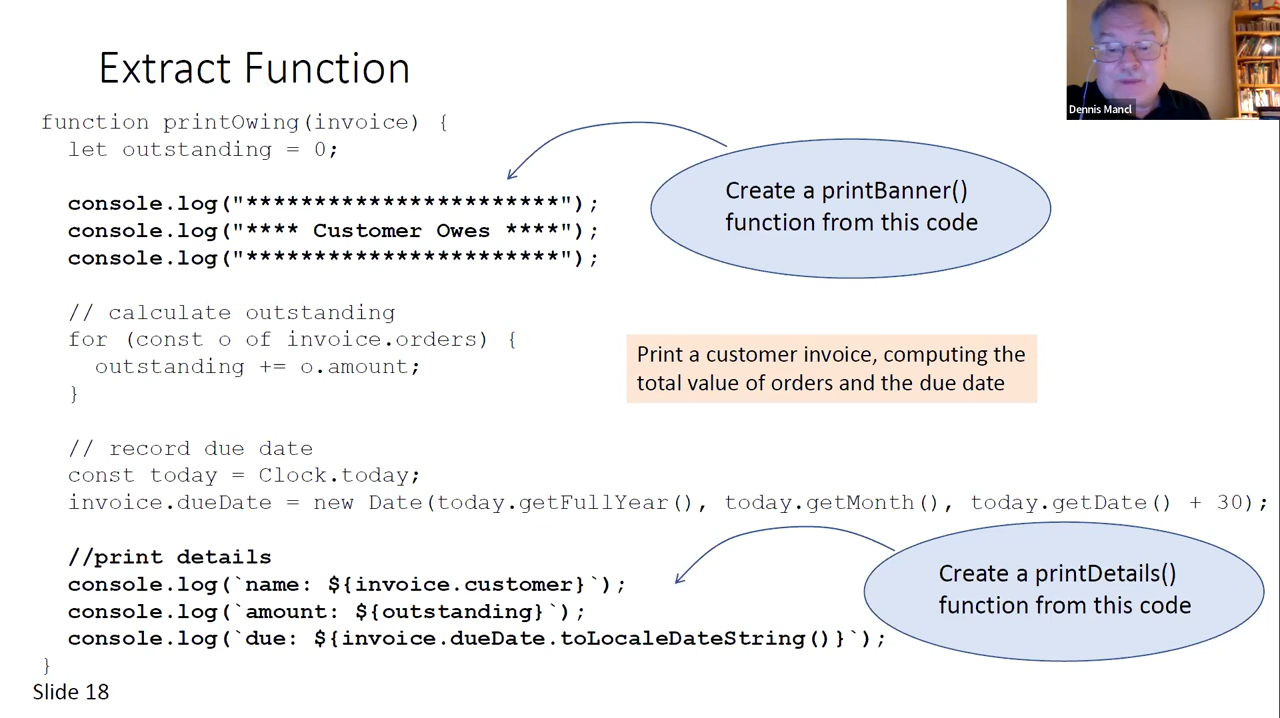 Extract Function
Dennis Mancl
function printOwing(invoice) {
let outstanding = 0;
console.log("***********************");
console.log("**** Customer Owes ****");
console.log("***********************");
Create a printBanner()
function from this code
// calculate outstanding
for (const o of invoice.orders) {
outstanding += o.amount;
}
Print a customer invoice, computing the
total value of orders and the due date
// record due date
const today = Clock.today;
invoice.dueDate = new Date(today.getFullYear(), today.getMonth(), today.getDate() + 30);
//print details
console.log(`name: ${invoice.customer}`);
console.log(`amount: ${outstanding}`);
console.log(`due: ${invoice.dueDate.toLocaleDateString()}`);
}
Create a printDetails()
function from this code
Slide 18